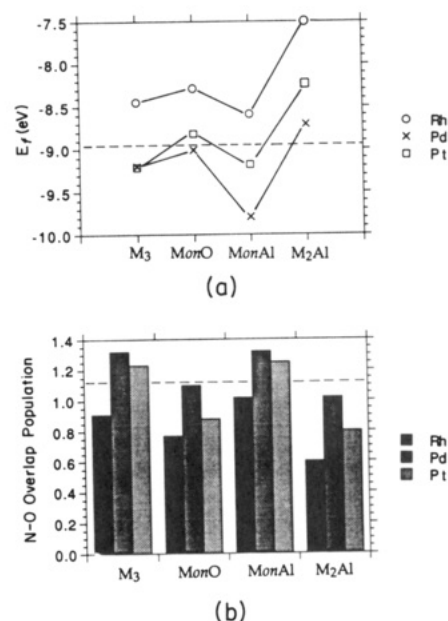 -7.5
-8.0
-8.5
-9.0
-9.5
-10.0
E_f (eV)
M₃ MonO MonAl M₂Al
Rh
Pd
Pt
(a)
1.4
1.2
1.0
0.8
0.6
0.4
0.2
0.0
N-O Overlap Population
M₃ MonO MonAl M₂Al
Rh
Pd
Pt
(b)